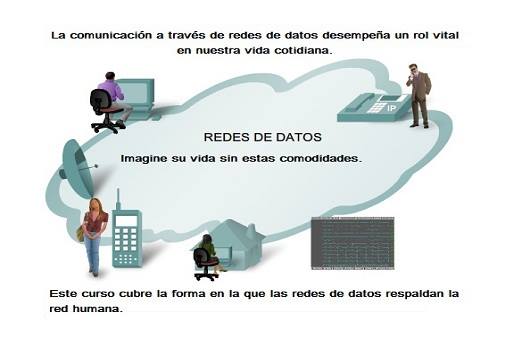 La comunicación a través de redes de datos desempeña un rol vital
en nuestra vida cotidiana.
IP
REDES DE DATOS
Imagine su vida sin estas comodidades.
Este curso cubre la forma en la que las redes de datos respaldan la
red humana.